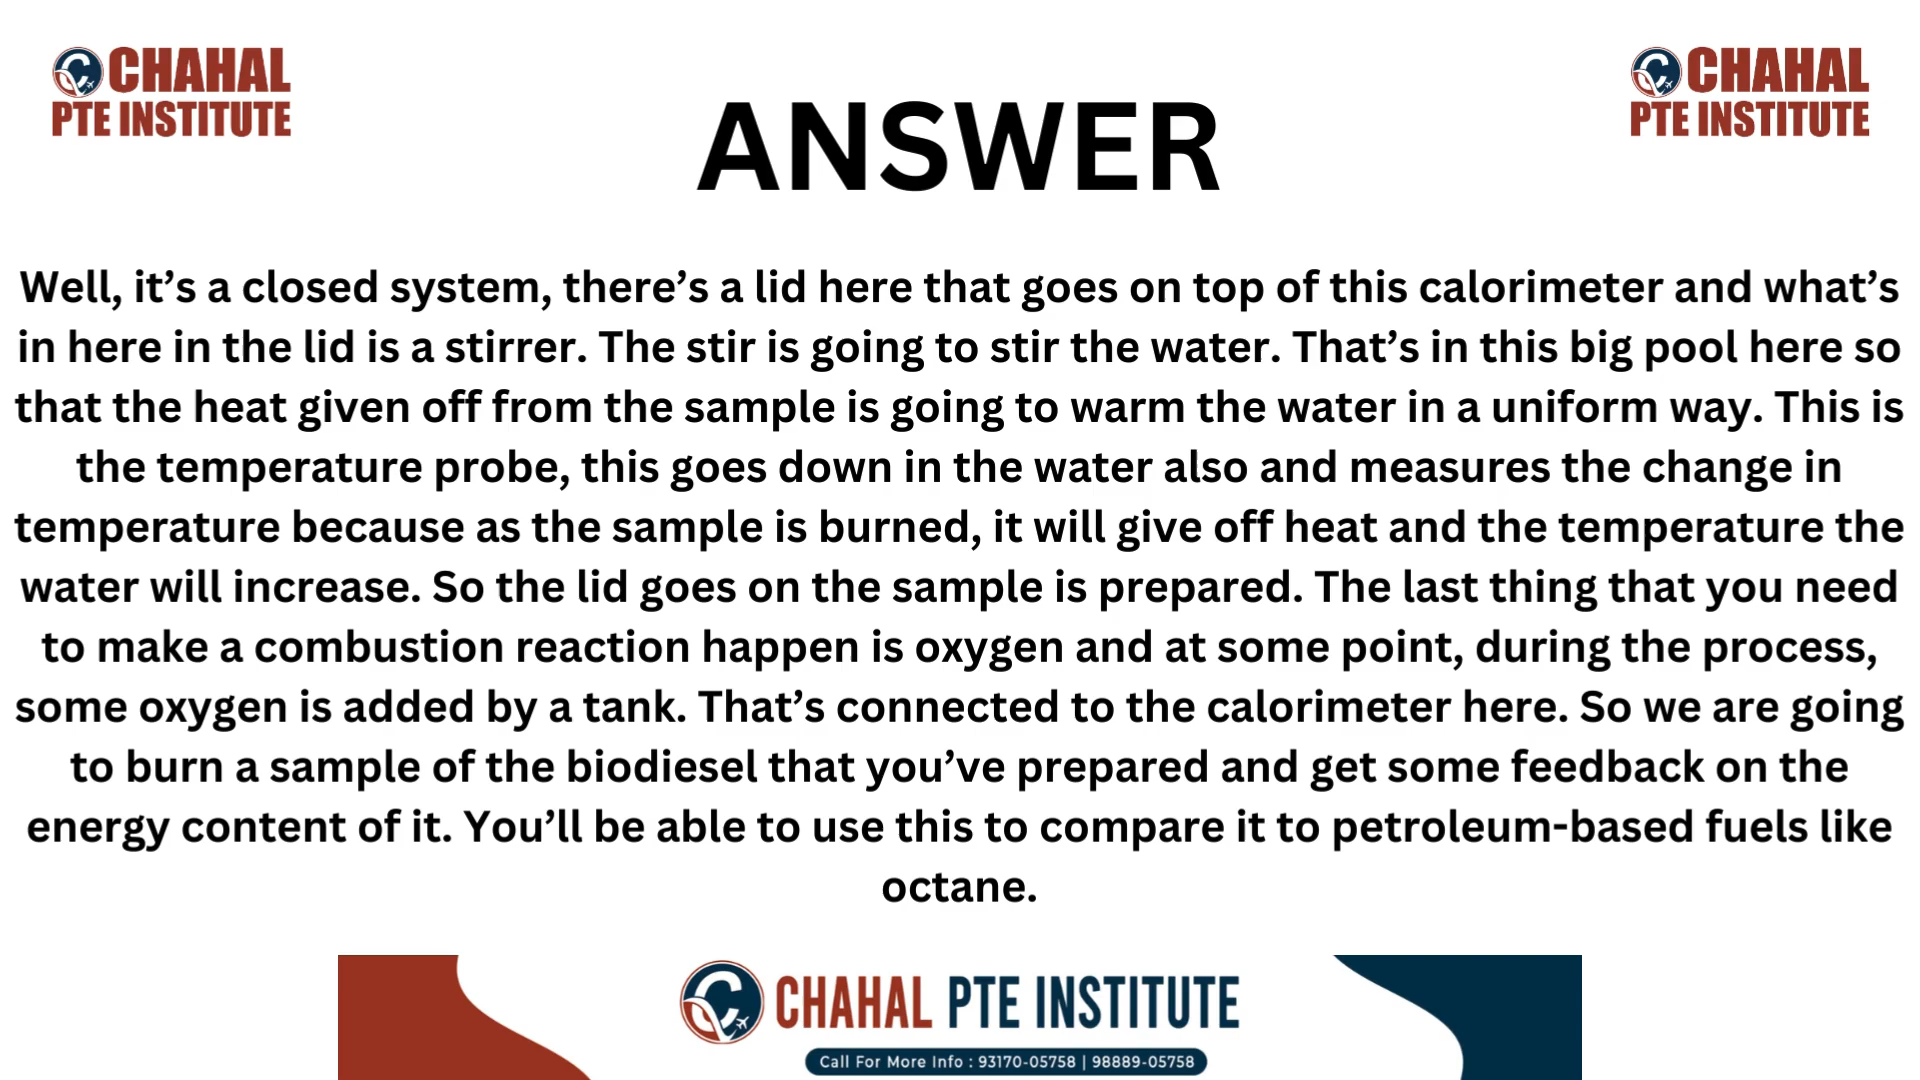 CHAHAL
PTE INSTITUTE
CHAHAL
PTE INSTITUTE
ANSWER
Well, it’s a closed system, there’s a lid here that goes on top of this calorimeter and what’s
in here in the lid is a stirrer. The stir is going to stir the water. That’s in this big pool here so
that the heat given off from the sample is going to warm the water in a uniform way. This is
the temperature probe, this goes down in the water also and measures the change in
temperature because as the sample is burned, it will give off heat and the temperature the
water will increase. So the lid goes on the sample is prepared. The last thing that you need
to make a combustion reaction happen is oxygen and at some point, during the process,
some oxygen is added by a tank. That’s connected to the calorimeter here. So we are going
to burn a sample of the biodiesel that you’ve prepared and get some feedback on the
energy content of it. You’ll be able to use this to compare it to petroleum-based fuels like
octane.
CHAHAL PTE INSTITUTE
Call For More Info : 93170-05758 | 98889-05758